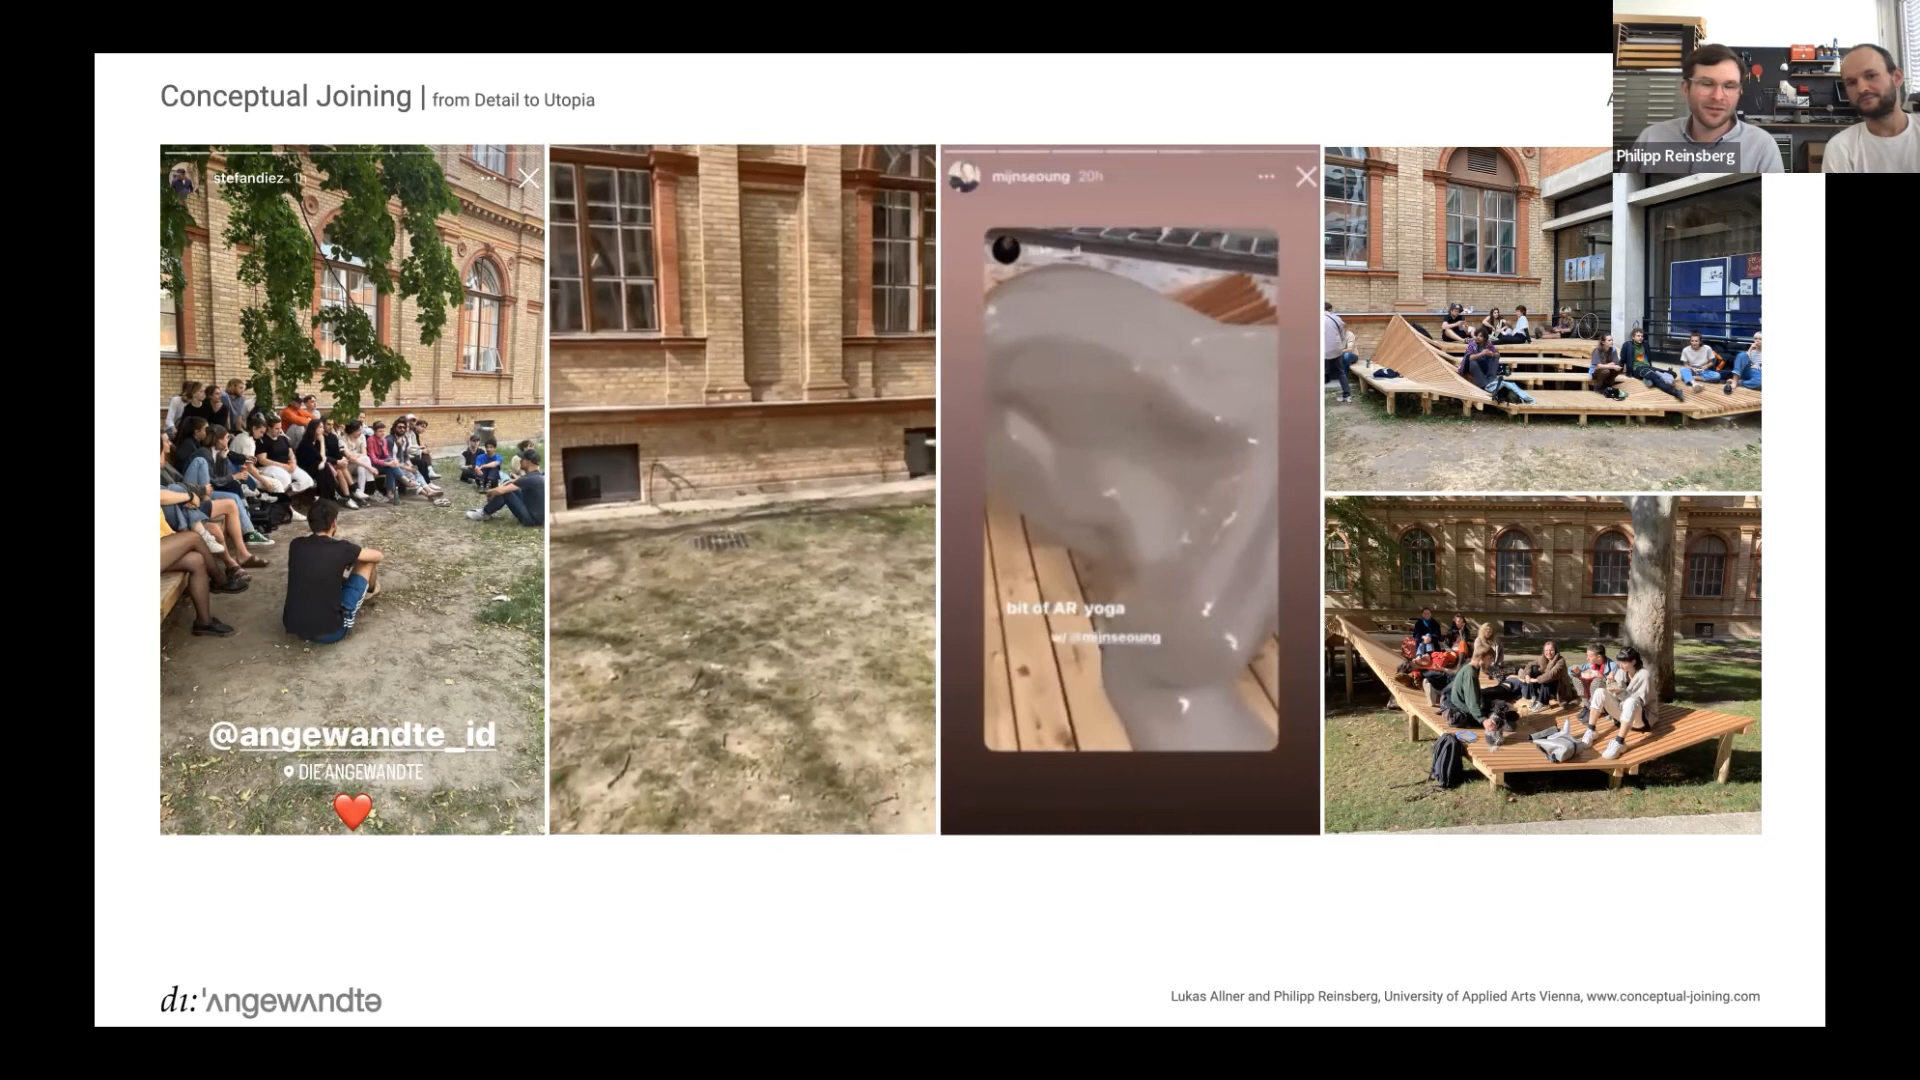 Conceptual Joining | from Detail to Utopia
A
Philipp Reinsberg
stefandiez 1h
@angewandte_id
DIE ANGEWANDTE
mijnseoung 20h
bit of AR yoga
w/ @mijnseoung
dı:'ʌngewʌndtə
Lukas Allner and Philipp Reinsberg, University of Applied Arts Vienna, www.conceptual-joining.com